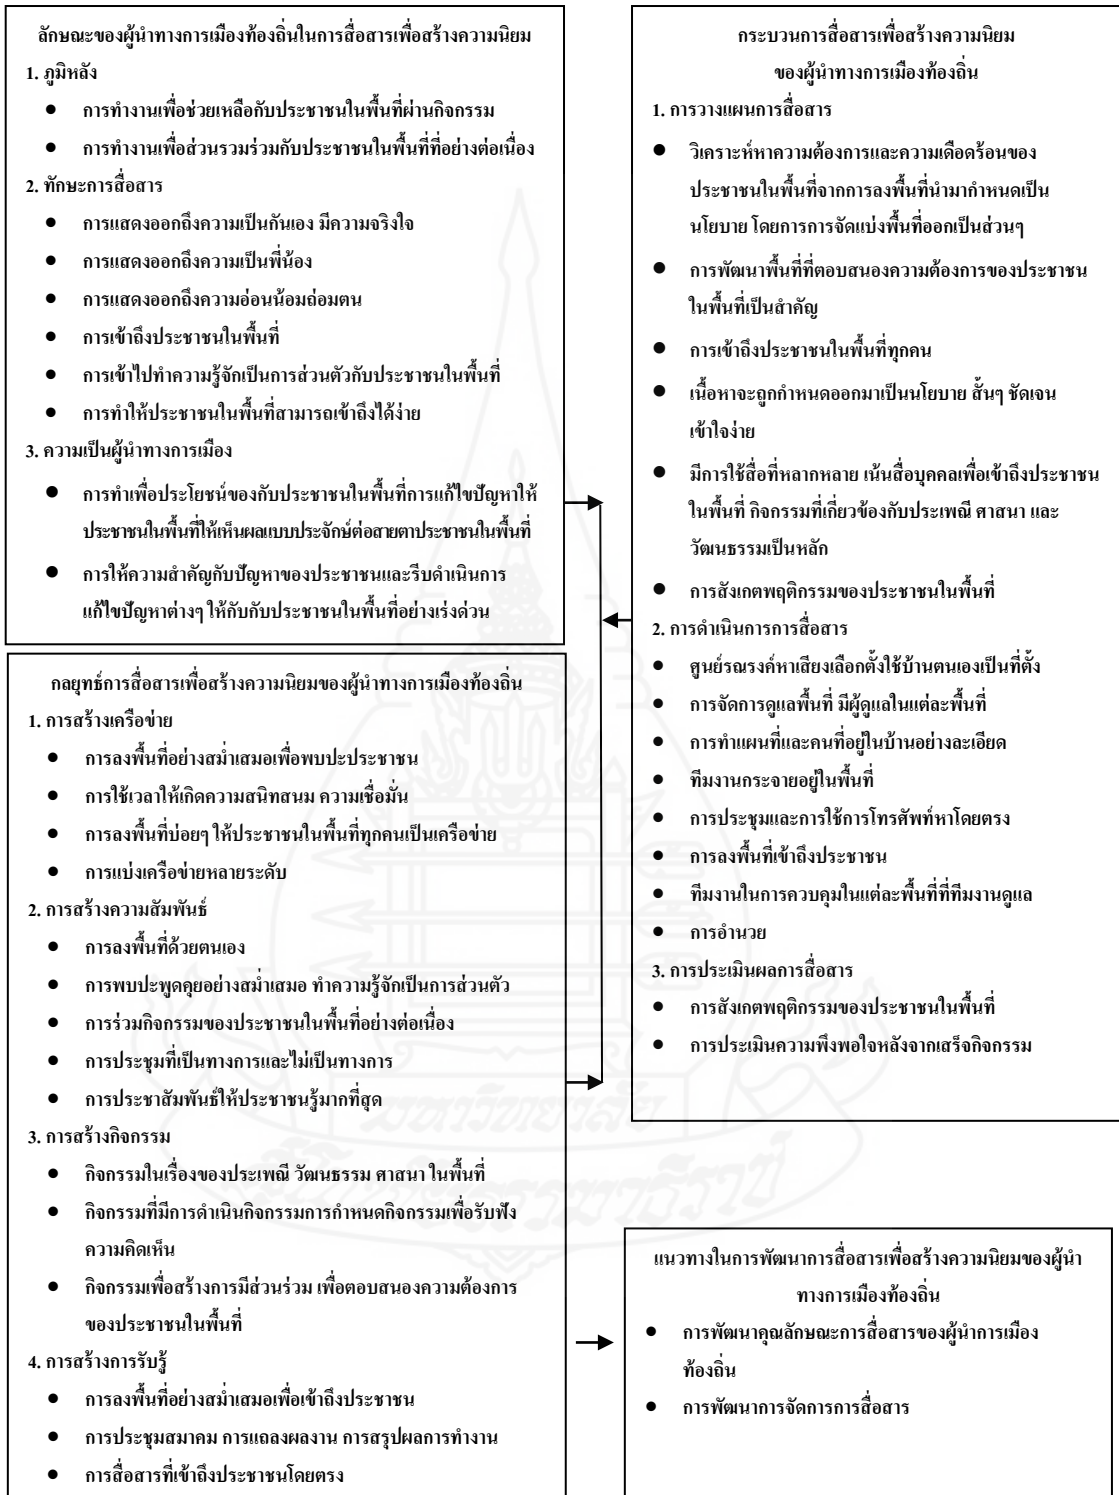 ลักษณะของผู้นำทางการเมืองท้องถิ่นในการสื่อสารเพื่อสร้างความนิยม
1. ภูมิหลัง
● การทำงานเพื่อช่วยเหลือกับประชาชนในพื้นที่ผ่านกิจกรรม
● การทำงานเพื่อส่วนรวมร่วมกับประชาชนในพื้นที่ที่อย่างต่อเนื่อง
2. ทักษะการสื่อสาร
● การแสดงออกถึงความเป็นกันเอง มีความจริงใจ
● การแสดงออกถึงความเป็นพี่น้อง
● การแสดงออกถึงความอ่อนน้อมถ่อมตน
● การเข้าถึงประชาชนในพื้นที่
● การเข้าไปทำความรู้จักเป็นการส่วนตัวกับประชาชนในพื้นที่
● การทำให้ประชาชนในพื้นที่สามารถเข้าถึงได้ง่าย
3. ความเป็นผู้นำทางการเมือง
● การทำเพื่อประโยชน์ของกับประชาชนในพื้นที่การแก้ไขปัญหาให้
ประชาชนในพื้นที่ให้เห็นผลแบบประจักษ์ต่อสายตาประชาชนในพื้นที่
● การให้ความสำคัญกับปัญหาของประชาชนและรีบดำเนินการ
แก้ไขปัญหาต่างๆ ให้กับกับประชาชนในพื้นที่อย่างเร่งด่วน
กลยุทธ์การสื่อสารเพื่อสร้างความนิยมของผู้นำทางการเมืองท้องถิ่น
1. การสร้างเครือข่าย
● การลงพื้นที่อย่างสม่ำเสมอเพื่อพบปะประชาชน
● การใช้เวลาให้เกิดความสนิทสนม ความเชื่อมั่น
● การลงพื้นที่บ่อยๆ ให้ประชาชนในพื้นที่ทุกคนเป็นเครือข่าย
● การแบ่งเครือข่ายหลายระดับ
2. การสร้างความสัมพันธ์
● การลงพื้นที่ด้วยตนเอง
● การพบปะพูดคุยอย่างสม่ำเสมอ ทำความรู้จักเป็นการส่วนตัว
● การร่วมกิจกรรมของประชาชนในพื้นที่อย่างต่อเนื่อง
● การประชุมที่เป็นทางการและไม่เป็นทางการ
● การประชาสัมพันธ์ให้ประชาชนรู้มากที่สุด
3. การสร้างกิจกรรม
● กิจกรรมในเรื่องของประเพณี วัฒนธรรม ศาสนา ในพื้นที่
● กิจกรรมที่มีการดำเนินกิจกรรมการกำหนดกิจกรรมเพื่อรับฟัง
ความคิดเห็น
● กิจกรรมเพื่อสร้างการมีส่วนร่วม เพื่อตอบสนองความต้องการ
ของประชาชนในพื้นที่
4. การสร้างการรับรู้
● การลงพื้นที่อย่างสม่ำเสมอเพื่อเข้าถึงประชาชน
● การประชุมสมาคม การแถลงผลงาน การสรุปผลการทำงาน
● การสื่อสารที่เข้าถึงประชาชนโดยตรง
กระบวนการสื่อสารเพื่อสร้างความนิยม
ของผู้นำทางการเมืองท้องถิ่น
1. การวางแผนการสื่อสาร
● วิเคราะห์หาความต้องการและความเดือดร้อนของ
ประชาชนในพื้นที่จากการลงพื้นที่นำมากำหนดเป็น
นโยบาย โดยการการจัดแบ่งพื้นที่ออกเป็นส่วนๆ
● การพัฒนาพื้นที่ที่ตอบสนองความต้องการของประชาชน
ในพื้นที่เป็นสำคัญ
● การเข้าถึงประชาชนในพื้นที่ทุกคน
● เนื้อหาจะถูกกำหนดออกมาเป็นนโยบาย สั้นๆ ชัดเจน
เข้าใจง่าย
● มีการใช้สื่อที่หลากหลาย เน้นสื่อบุคคลเพื่อเข้าถึงประชาชน
ในพื้นที่ กิจกรรมที่เกี่ยวข้องกับประเพณี ศาสนา และ
วัฒนธรรมเป็นหลัก
● การสังเกตพฤติกรรมของประชาชนในพื้นที่
2. การดำเนินการการสื่อสาร
● ศูนย์รณรงค์หาเสียงเลือกตั้งใช้บ้านตนเองเป็นที่ตั้ง
● การจัดการดูแลพื้นที่ มีผู้ดูแลในแต่ละพื้นที่
● การทำแผนที่และคนที่อยู่ในบ้านอย่างละเอียด
● ทีมงานกระจายอยู่ในพื้นที่
● การประชุมและการใช้การโทรศัพท์หาโดยตรง
● การลงพื้นที่เข้าถึงประชาชน
● ทีมงานในการควบคุมในแต่ละพื้นที่ที่ทีมงานดูแล
● การอำนวย
3. การประเมินผลการสื่อสาร
● การสังเกตพฤติกรรมของประชาชนในพื้นที่
● การประเมินความพึงพอใจหลังจากเสร็จกิจกรรม
แนวทางในการพัฒนาการสื่อสารเพื่อสร้างความนิยมของผู้นำ
ทางการเมืองท้องถิ่น
● การพัฒนาคุณลักษณะการสื่อสารของผู้นำการเมือง
ท้องถิ่น
● การพัฒนาการจัดการการสื่อสาร
มหาวิทยาลัย
สุโขทัยธรรมาธิราช